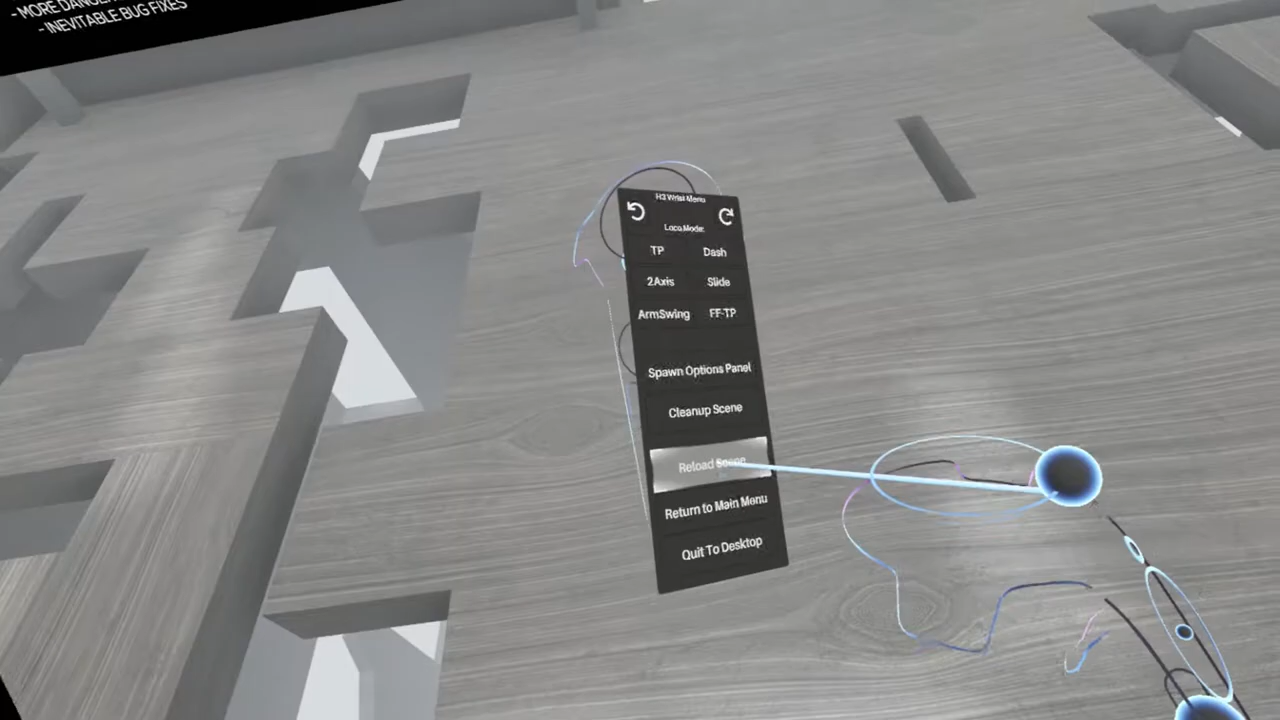 - MORE
- INEVITABLE BUG FIXES
H3 Wrist Menu
Loco.Mode:
TP Dash
2Axis Slide
ArmSwing FF-TP
Spawn Options Panel
Cleanup Scene
Reload Scene
Return to Main Menu
Quit To Desktop